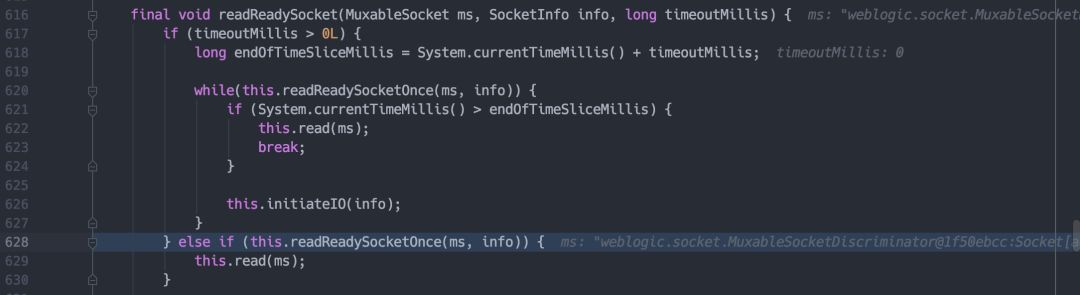 616 final void readReadySocket(MuxableSocket ms, SocketInfo info, long timeoutMillis) { ms: "weblogic.socket.MuxableSocket
617 if (timeoutMillis > 0L) {
618 long endOfTimeSliceMillis = System.currentTimeMillis() + timeoutMillis; timeoutMillis: 0
619
620 while(this.readReadySocketOnce(ms, info)) {
621 if (System.currentTimeMillis() > endOfTimeSliceMillis) {
622 this.read(ms);
623 break;
624 }
625
626 this.initiateIO(info);
627 }
628 } else if (this.readReadySocketOnce(ms, info)) { ms: "weblogic.socket.MuxableSocketDiscriminator@1f50ebcc:Socket[a
629 this.read(ms);
630 }